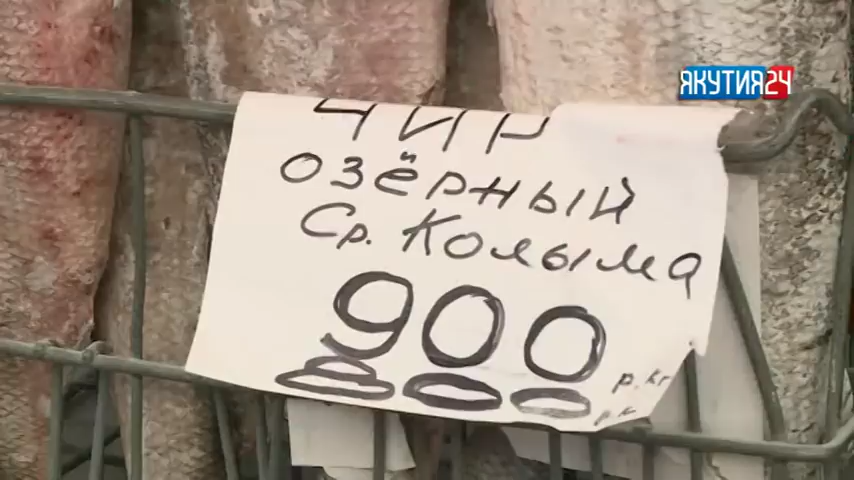 ЯКУТИЯ24
ЧИР
озёрный
Ср. Колыма
900
р. кг